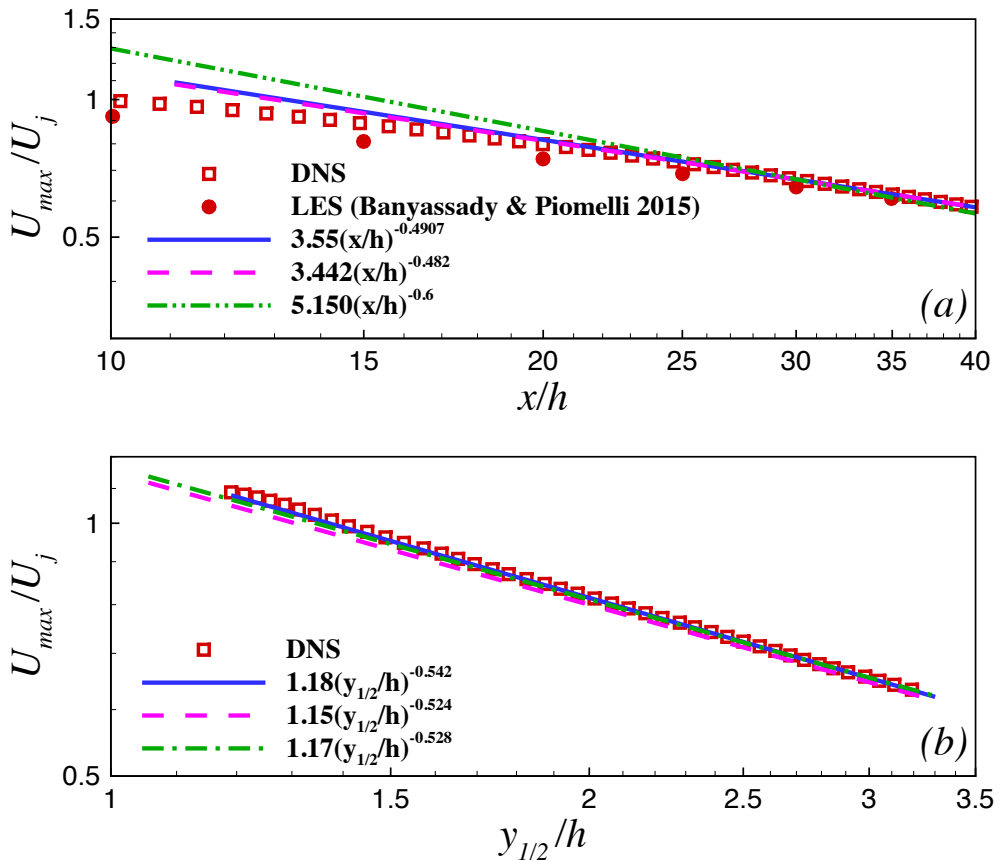 1.5
1
0.5
U_max/U_j
DNS
LES (Banyassady & Piomelli 2015)
3.55(x/h)^-0.4907
3.442(x/h)^-0.482
5.150(x/h)^-0.6
(a)
10 15 20 25 30 35 40
x/h
1
0.5
U_max/U_j
DNS
1.18(y_1/2/h)^-0.542
1.15(y_1/2/h)^-0.524
1.17(y_1/2/h)^-0.528
(b)
1 1.5 2 2.5 3 3.5
y_1/2/h